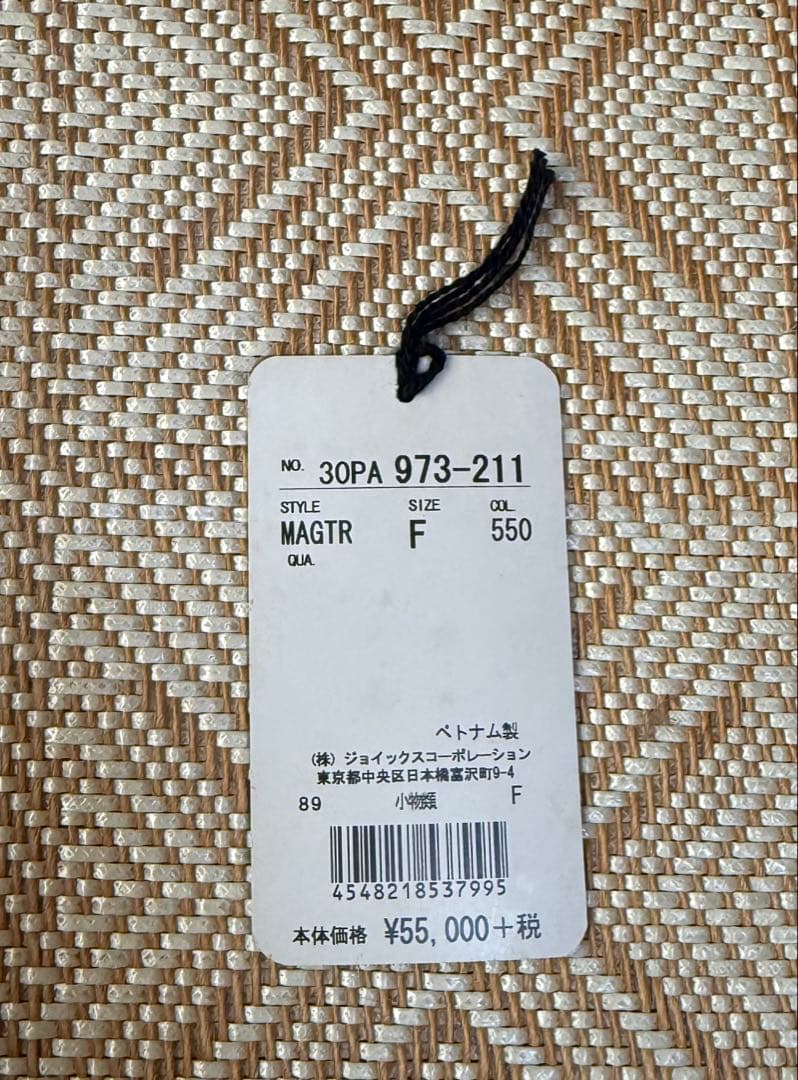 NO. 30PA 973-211
STYLE SIZE COL.
MAGTR F 550
QUA.
ベトナム製
(株) ジョイックスコーポレーション
東京都中央区日本橋富沢町9-4
89 小物類 F
4548218537995
本体価格 ¥55,000+税